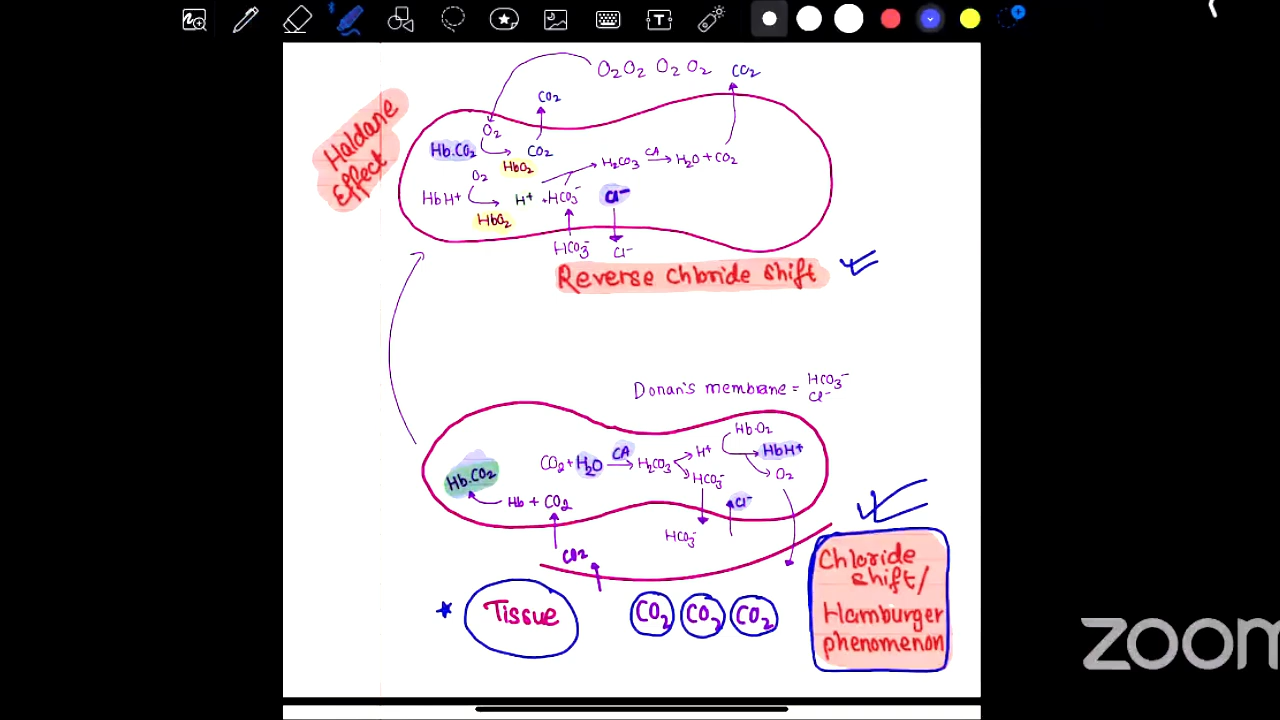 O2 O2 O2 O2 CO2
CO2
Haldane
Effect
O2
Hb.CO2 CO2
HbO2
H2CO3 CA H2O + CO2
O2
HbH+ H+ + HCO3- Cl-
HbO2
HCO3- Cl-
Reverse Chloride shift
Donan's membrane = HCO3-
Cl-
Hb.O2
CO2 + H2O CA H2CO3 H+ HbH+
HCO3- O2
Hb.CO2
Hb + CO2 Cl-
HCO3-
CO2
Tissue
CO2 CO2 CO2
Chloride
shift/
Hamburger
phenomenon
T
zoom